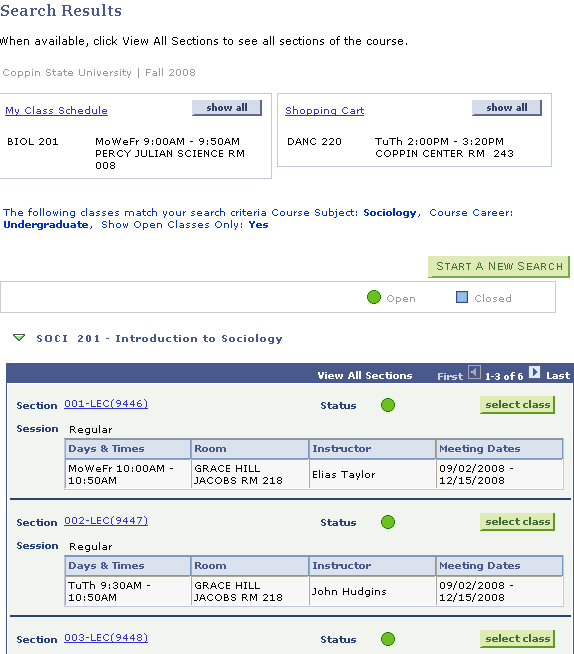 Search Results
When available, click View All Sections to see all sections of the course.
Coppin State University | Fall 2008
My Class Schedule show all
BIOL 201 MoWeFr 9:00AM - 9:50AM
PERCY JULIAN SCIENCE RM
008
Shopping Cart show all
DANC 220 TuTh 2:00PM - 3:20PM
COPPIN CENTER RM 243
The following classes match your search criteria Course Subject: Sociology, Course Career:
Undergraduate, Show Open Classes Only: Yes
START A NEW SEARCH
Open Closed
SOCI 201 - Introduction to Sociology
View All Sections First 1-3 of 6 Last
Section 001-LEC(9446) Status select class
Session Regular
Days & Times Room Instructor Meeting Dates
MoWeFr 10:00AM - GRACE HILL Elias Taylor 09/02/2008 -
10:50AM JACOBS RM 218 12/15/2008
Section 002-LEC(9447) Status select class
Session Regular
Days & Times Room Instructor Meeting Dates
TuTh 9:30AM - GRACE HILL John Hudgins 09/02/2008 -
10:50AM JACOBS RM 218 12/15/2008
Section 003-LEC(9448) Status select class